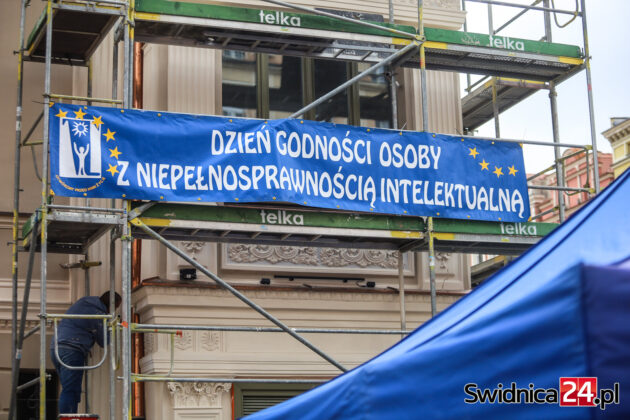 telka
telka
DZIEŃ GODNOŚCI OSOBY
Z NIEPEŁNOSPRAWNOŚCIĄ INTELEKTUALNĄ
telka
telka
Swidnica24.pl